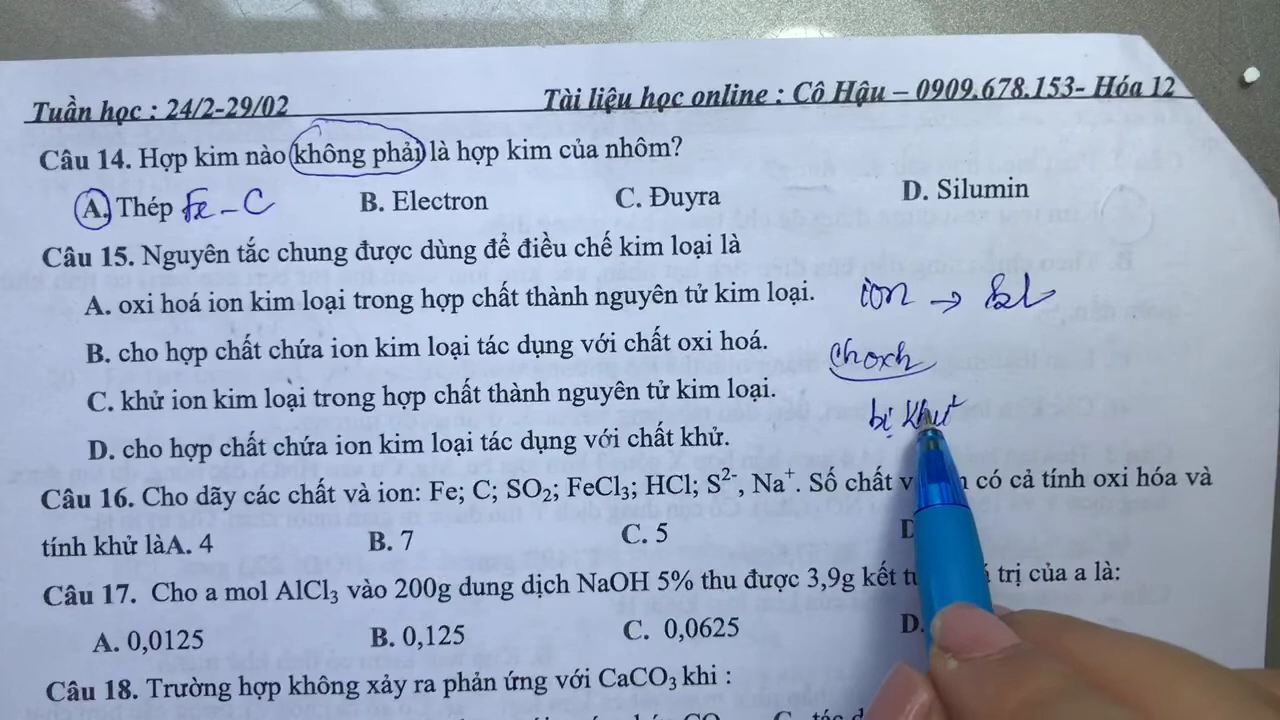 Tuần học : 24/2-29/02 Tài liệu học online : Cô Hậu – 0909.678.153- Hóa 12
Câu 14. Hợp kim nào không phải là hợp kim của nhôm?
A. Thép Fe – C B. Electron C. Đuyra D. Silumin
Câu 15. Nguyên tắc chung được dùng để điều chế kim loại là
A. oxi hoá ion kim loại trong hợp chất thành nguyên tử kim loại. ion → kl
B. cho hợp chất chứa ion kim loại tác dụng với chất oxi hoá. choxh
C. khử ion kim loại trong hợp chất thành nguyên tử kim loại. bị khử
D. cho hợp chất chứa ion kim loại tác dụng với chất khử.
Câu 16. Cho dãy các chất và ion: Fe; C; SO₂; FeCl₃; HCl; S²⁻, Na⁺. Số chất v có cả tính oxi hóa và
tính khử làA. 4 B. 7 C. 5
Câu 17. Cho a mol AlCl₃ vào 200g dung dịch NaOH 5% thu được 3,9g kết trị của a là:
A. 0,0125 B. 0,125 C. 0,0625 D.
Câu 18. Trường hợp không xảy ra phản ứng với CaCO₃ khi :